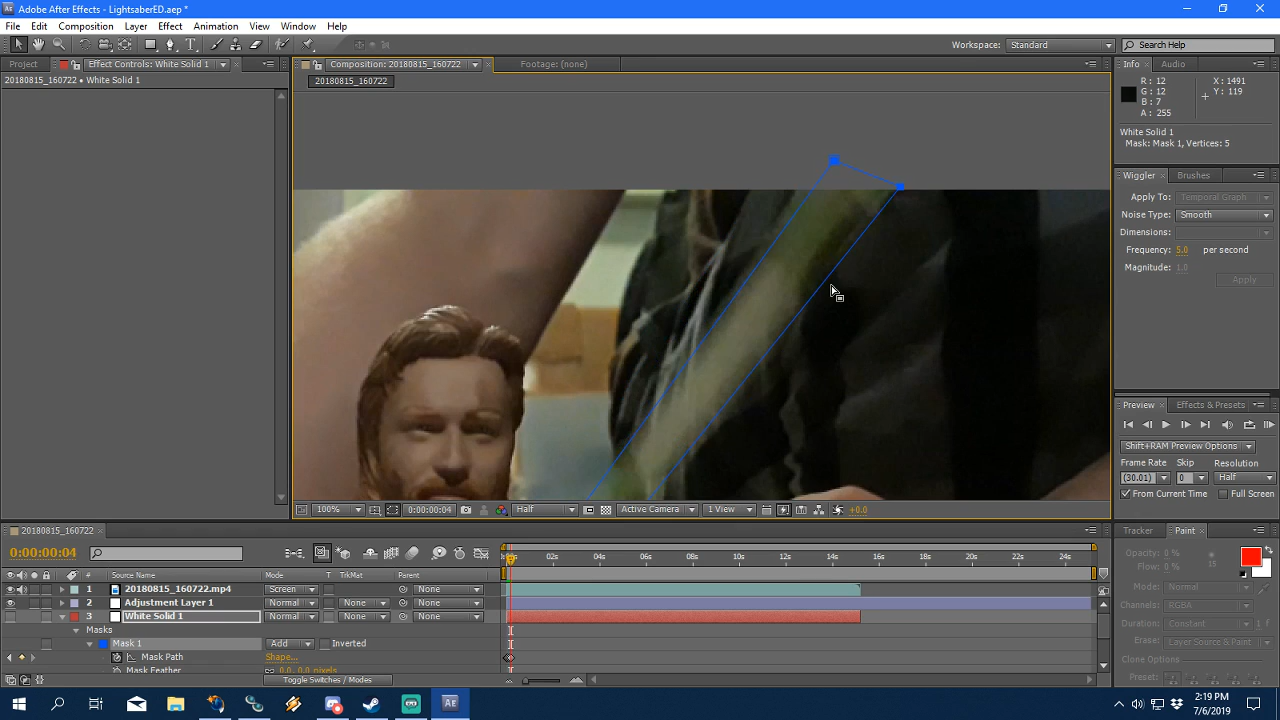 Adobe After Effects - LightsaberED.aep *
File Edit Composition Layer Effect Animation View Window Help
Workspace: Standard Search Help
Project Effect Controls: White Solid 1 Composition: 20180815_160722 Footage: (none) Info Audio
20180815_160722 • White Solid 1 20180815_160722
R: 12 X: 1491
G: 12 Y: 119
B: 7
A: 255
White Solid 1
Mask: Mask 1, Vertices: 5
Wiggler Brushes
Apply To: Temporal Graph
Noise Type: Smooth
Dimensions:
Frequency: 5.0 per second
Magnitude: 1.0
Apply
Preview Effects & Presets
Shift+RAM Preview Options
Frame Rate Skip Resolution
(30.01) 0 Half
From Current Time Full Screen
100% 0:00:00:04 Half Active Camera 1 View +0.0
20180815_160722
0:00:00:04
02s 04s 06s 08s 10s 12s 14s 16s 18s 20s 22s 24s
# Source Name Mode T TrkMat Parent
1 20180815_160722.mp4 Screen None
2 Adjustment Layer 1 Normal None None
3 White Solid 1 Normal None None
Masks
Mask 1 Add Inverted
Mask Path Shape...
Mask Feather 0.0, 0.0 pixels
Toggle Switches / Modes
Tracker Paint
Opacity: 0 %
Flow: 0 % 15
Mode: Normal
Channels: RGBA
Duration: Constant 1 f
Erase: Layer Source & Paint
Clone Options
Preset:
Ae
2:19 PM
7/6/2019